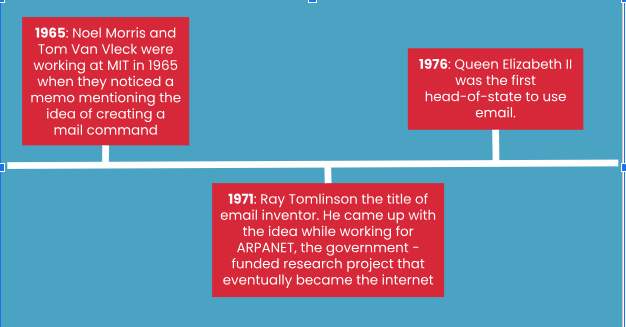 1965: Noel Morris and
Tom Van Vleck were
working at MIT in 1965
when they noticed a
memo mentioning the
idea of creating a
mail command
1976: Queen Elizabeth II
was the first
head-of-state to use
email.
1971: Ray Tomlinson the title of
email inventor. He came up with
the idea while working for
ARPANET, the government -
funded research project that
eventually became the internet